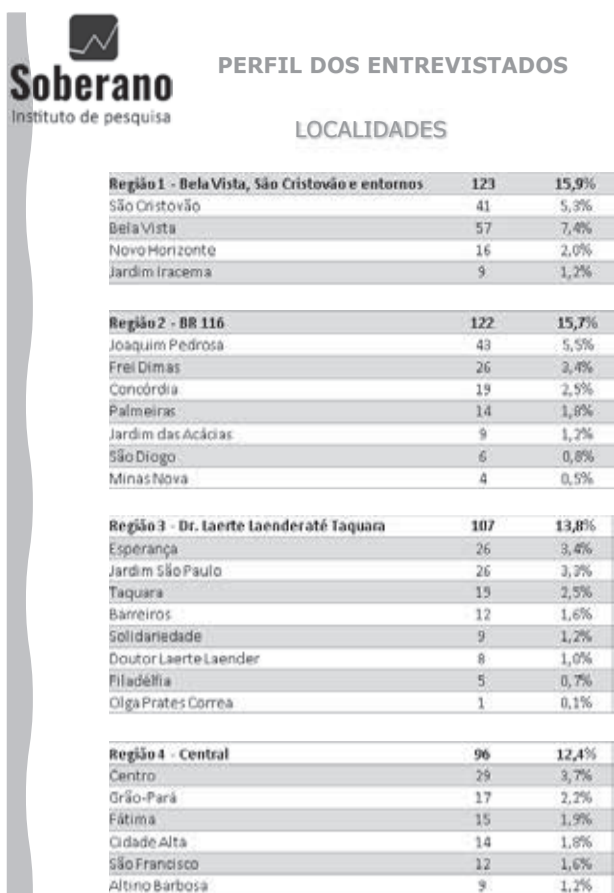 Soberano
Instituto de pesquisa
PERFIL DOS ENTREVISTADOS
LOCALIDADES
Região 1 - Bela Vista, São Cristovão e entornos 123 15,9%
São Cristovão 41 5,3%
Bela Vista 57 7,4%
Novo Horizonte 16 2,0%
Jardim Iracema 9 1,2%
Região 2 - BR 116 122 15,7%
Joaquim Pedrosa 43 5,5%
Frei Dimas 26 3,4%
Concórdia 19 2,5%
Palmeiras 14 1,8%
Jardim das Acácias 9 1,2%
São Diogo 6 0,8%
Minas Nova 4 0,5%
Região 3 - Dr. Laerte Laender até Taquara 107 13,8%
Esperança 26 3,4%
Jardim São Paulo 26 3,3%
Taquara 19 2,5%
Barreiros 12 1,6%
Solidariedade 9 1,2%
Doutor Laerte Laender 8 1,0%
Filadélfia 5 0,7%
Olga Prates Correa 1 0,1%
Região 4 - Central 96 12,4%
Centro 29 3,7%
Grão-Pará 17 2,2%
Fátima 15 1,9%
Cidade Alta 14 1,8%
São Francisco 12 1,6%
Altino Barbosa 9 1,2%